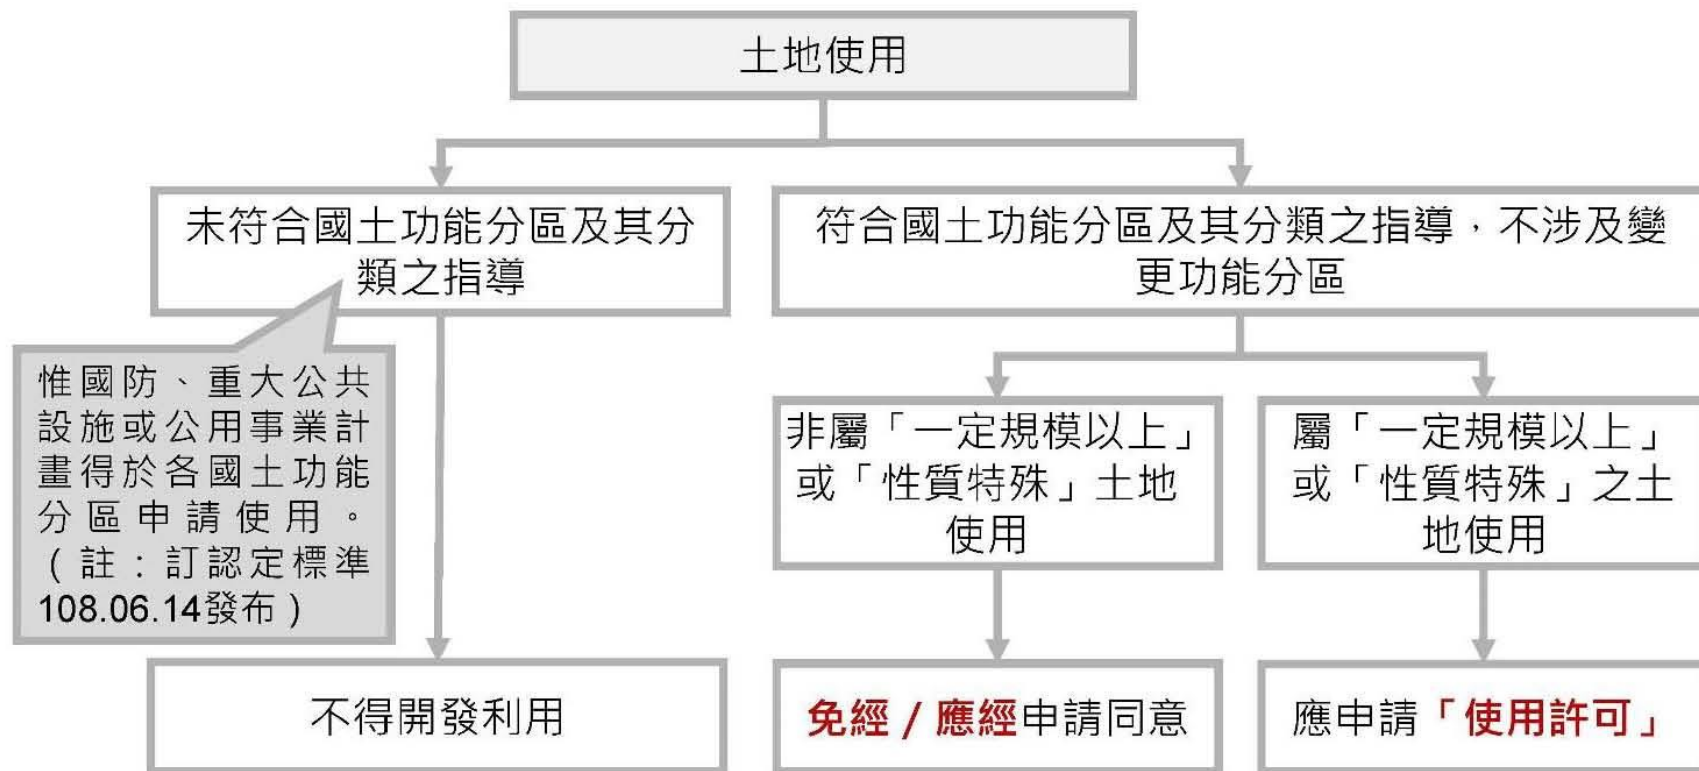 土地使用
未符合國土功能分區及其分
類之指導
符合國土功能分區及其分類之指導，不涉及變
更功能分區
惟國防、重大公共
設施或公用事業計
畫得於各國土功能
分區申請使用。
(註：訂認定標準
108.06.14發布)
非屬「一定規模以上」
或「性質特殊」土地
使用
屬「一定規模以上」
或「性質特殊」之土
地使用
不得開發利用
免經/應經申請同意
應申請「使用許可」